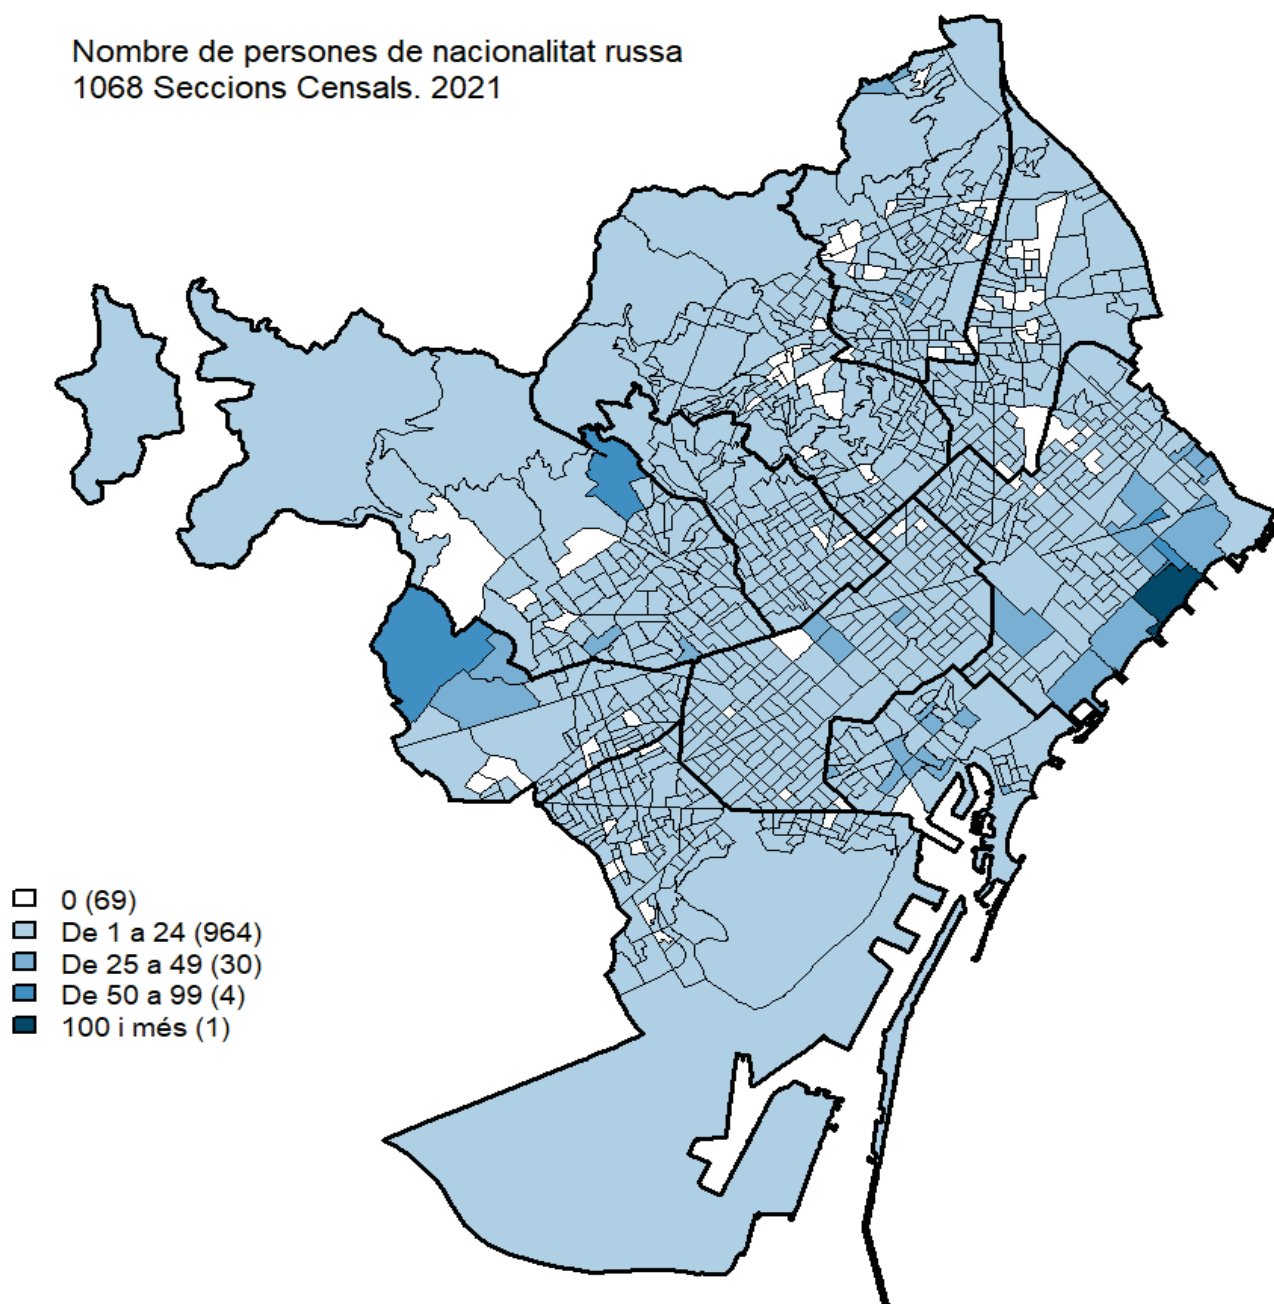 Nombre de persones de nacionalitat russa
1068 Seccions Censals. 2021
0 (69)
De 1 a 24 (964)
De 25 a 49 (30)
De 50 a 99 (4)
100 i més (1)